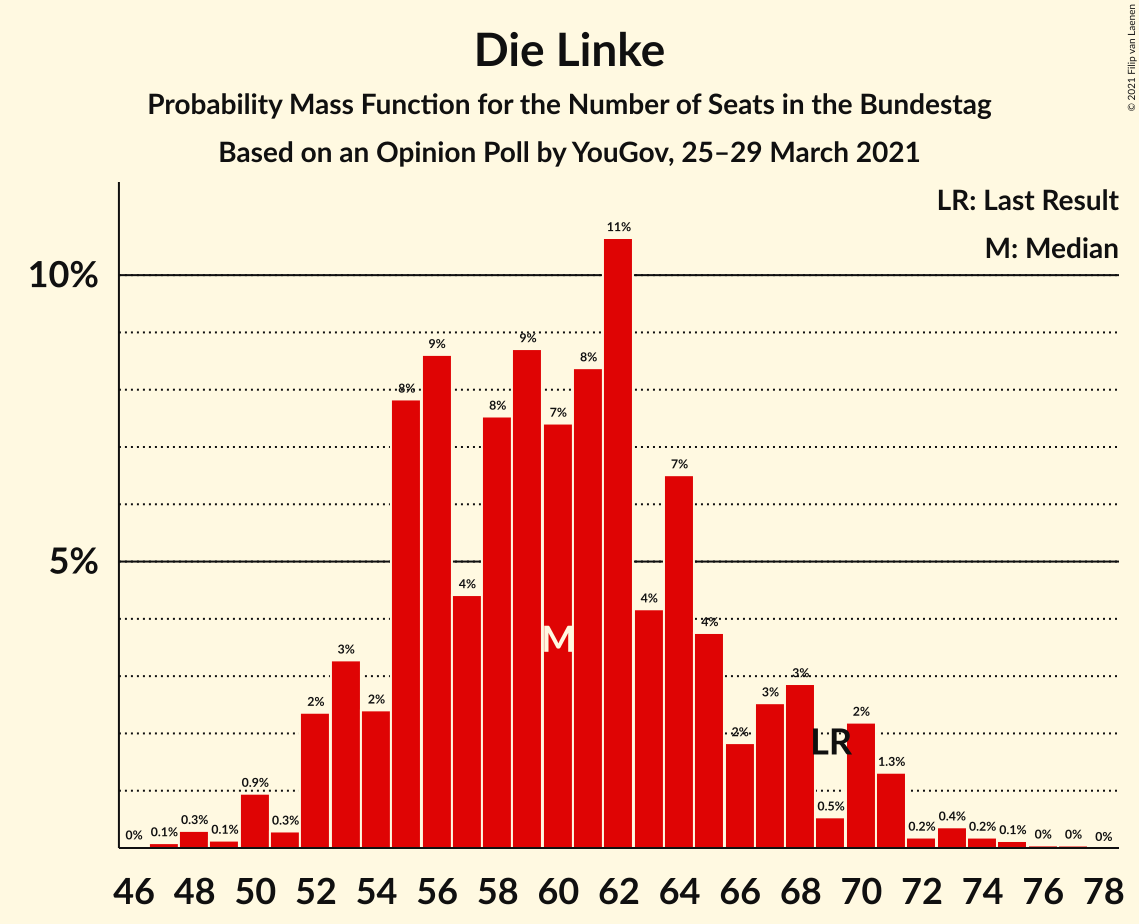 Die Linke
Probability Mass Function for the Number of Seats in the Bundestag
Based on an Opinion Poll by YouGov, 25–29 March 2021
© 2021 Filip van Laenen
LR: Last Result
M: Median
10%
5%
0% 0.1% 0.3% 0.1% 0.9% 0.3% 2% 3% 2% 8% 9% 4% 8% 9% 7% 8% 11% 4% 7% 4% 2% 3% 3% 0.5% 2% 1.3% 0.2% 0.4% 0.2% 0.1% 0% 0% 0%
M
LR
46 48 50 52 54 56 58 60 62 64 66 68 70 72 74 76 78